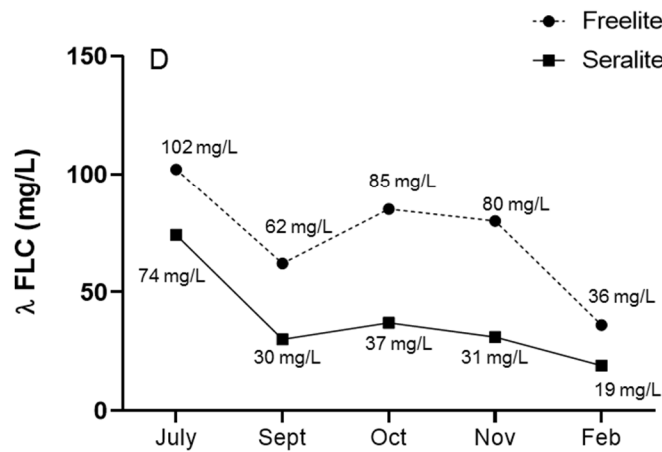 Freelite
Seralite
D
λ FLC (mg/L)
150
100
50
0
102 mg/L
62 mg/L
85 mg/L
80 mg/L
36 mg/L
74 mg/L
30 mg/L
37 mg/L
31 mg/L
19 mg/L
July Sept Oct Nov Feb